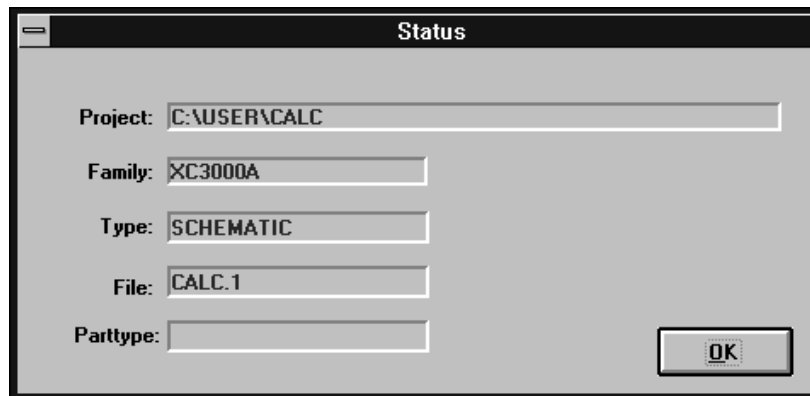 Status
Project: C:\USER\CALC
Family: XC3000A
Type: SCHEMATIC
File: CALC.1
Parttype:
OK